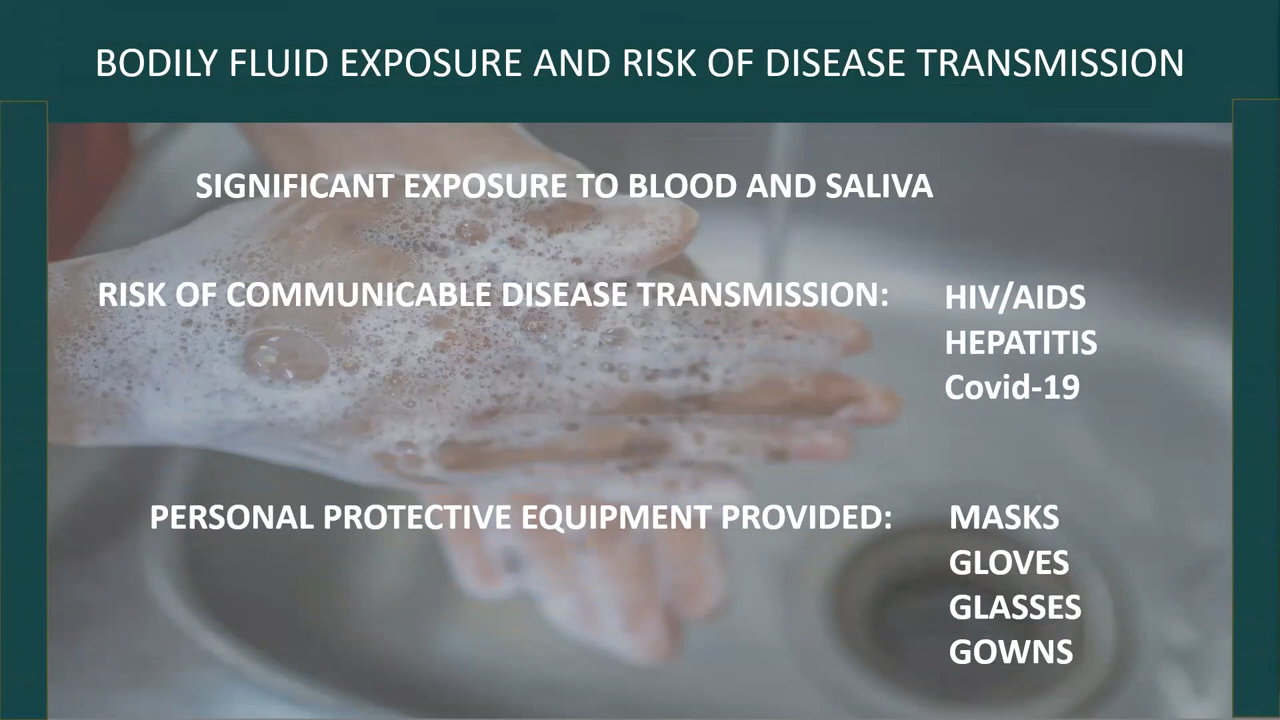 BODILY FLUID EXPOSURE AND RISK OF DISEASE TRANSMISSION
SIGNIFICANT EXPOSURE TO BLOOD AND SALIVA
RISK OF COMMUNICABLE DISEASE TRANSMISSION:
HIV/AIDS
HEPATITIS
Covid-19
PERSONAL PROTECTIVE EQUIPMENT PROVIDED:
MASKS
GLOVES
GLASSES
GOWNS